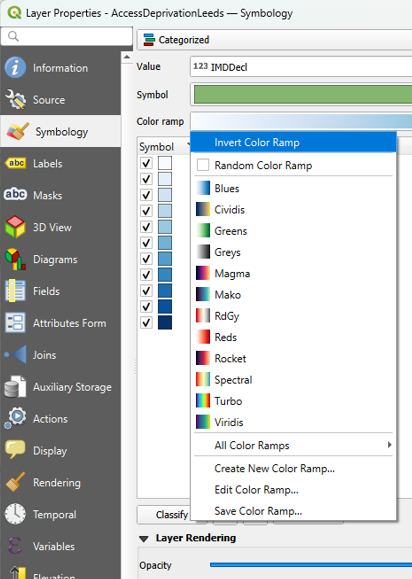 Layer Properties - AccessDeprivationLeeds — Symbology
Categorized
Information
Value 123 IMDDecl
Source
Symbol
Symbology
Color ramp
Invert Color Ramp
Symbol
Random Color Ramp
abc Labels
Blues
abc Masks
Cividis
Greens
3D View
Greys
Diagrams
Magma
Fields
Mako
RdGy
Attributes Form
Reds
Joins
Rocket
Auxiliary Storage
Spectral
Turbo
Actions
Viridis
Display
All Color Ramps
Create New Color Ramp...
Rendering
Edit Color Ramp...
Temporal
Classify
Save Color Ramp...
Variables
Layer Rendering
Opacity
Elevation